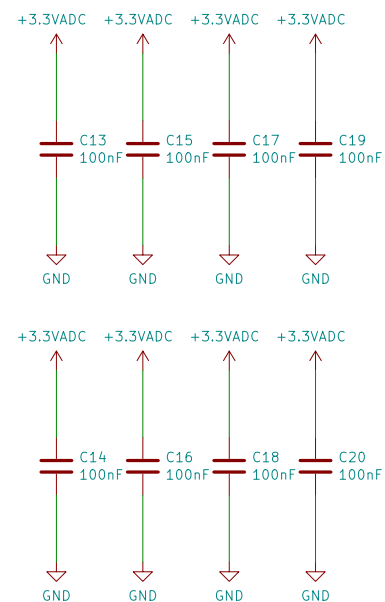 +3.3VADC +3.3VADC +3.3VADC +3.3VADC
C13 C15 C17 C19
100nF 100nF 100nF 100nF
GND GND GND GND
+3.3VADC +3.3VADC +3.3VADC +3.3VADC
C14 C16 C18 C20
100nF 100nF 100nF 100nF
GND GND GND GND